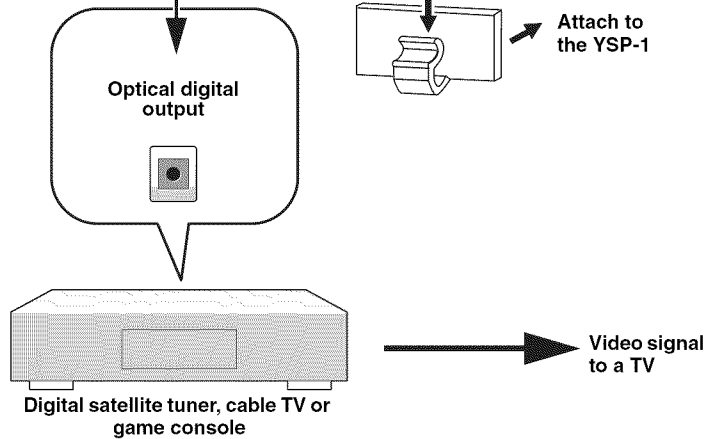 Attach to
the YSP-1
Optical digital
output
Video signal
to a TV
Digital satellite tuner, cable TV or
game console